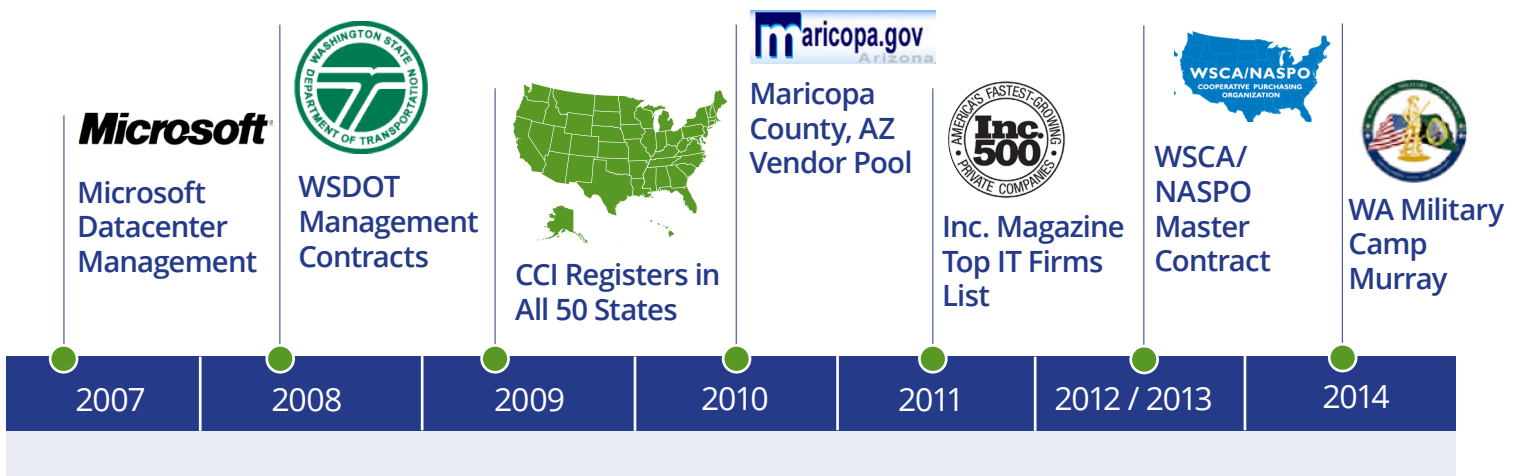 Microsoft
Microsoft
Datacenter
Management
WASHINGTON STATE
DEPARTMENT OF TRANSPORTATION
WSDOT
Management
Contracts
CCI Registers in
All 50 States
maricopa.gov
Arizona
Maricopa
County, AZ
Vendor Pool
AMERICA'S FASTEST-GROWING
Inc.
500
PRIVATE COMPANIES
Inc. Magazine
Top IT Firms
List
WSCA/NASPO
COOPERATIVE PURCHASING
ORGANIZATION
WSCA/
NASPO
Master
Contract
WA Military
Camp
Murray
2007
2008
2009
2010
2011
2012 / 2013
2014